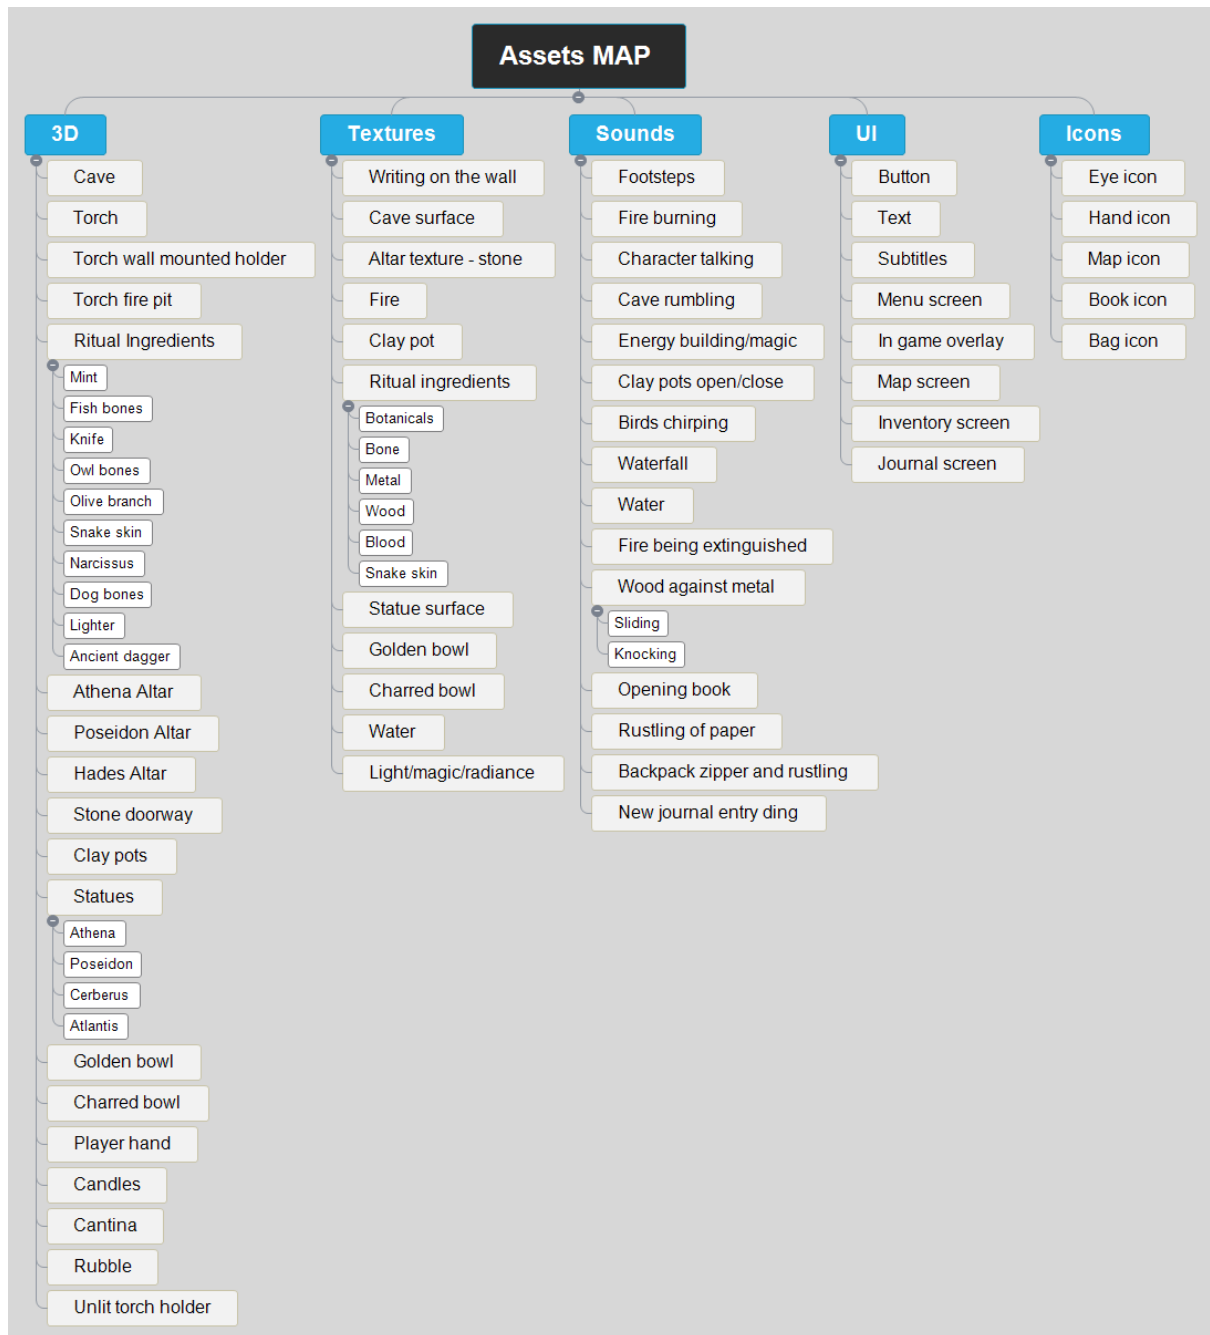 Assets MAP
3D
Cave
Torch
Torch wall mounted holder
Torch fire pit
Ritual Ingredients
Mint
Fish bones
Knife
Owl bones
Olive branch
Snake skin
Narcissus
Dog bones
Lighter
Ancient dagger
Athena Altar
Poseidon Altar
Hades Altar
Stone doorway
Clay pots
Statues
Athena
Poseidon
Cerberus
Atlantis
Golden bowl
Charred bowl
Player hand
Candles
Cantina
Rubble
Unlit torch holder
Textures
Writing on the wall
Cave surface
Altar texture - stone
Fire
Clay pot
Ritual ingredients
Botanicals
Bone
Metal
Wood
Blood
Snake skin
Statue surface
Golden bowl
Charred bowl
Water
Light/magic/radiance
Sounds
Footsteps
Fire burning
Character talking
Cave rumbling
Energy building/magic
Clay pots open/close
Birds chirping
Waterfall
Water
Fire being extinguished
Wood against metal
Sliding
Knocking
Opening book
Rustling of paper
Backpack zipper and rustling
New journal entry ding
UI
Button
Text
Subtitles
Menu screen
In game overlay
Map screen
Inventory screen
Journal screen
Icons
Eye icon
Hand icon
Map icon
Book icon
Bag icon